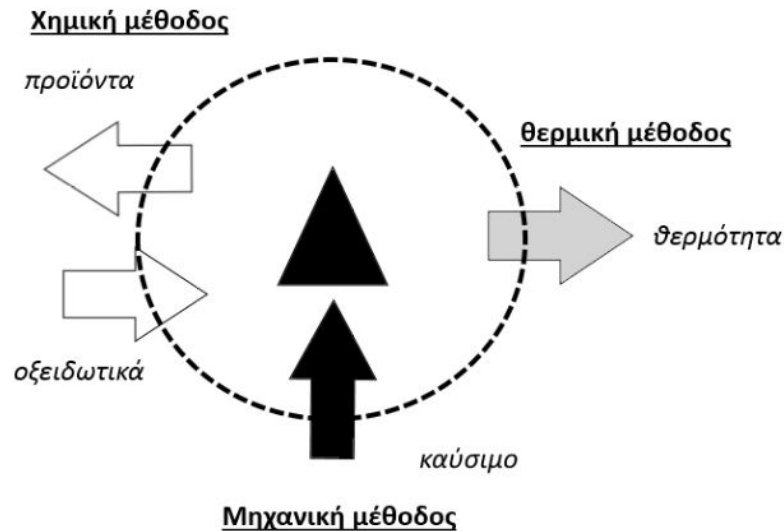 Χημική μέθοδος
προϊόντα
θερμική μέθοδος
θερμότητα
οξειδωτικά
καύσιμο
Μηχανική μέθοδος